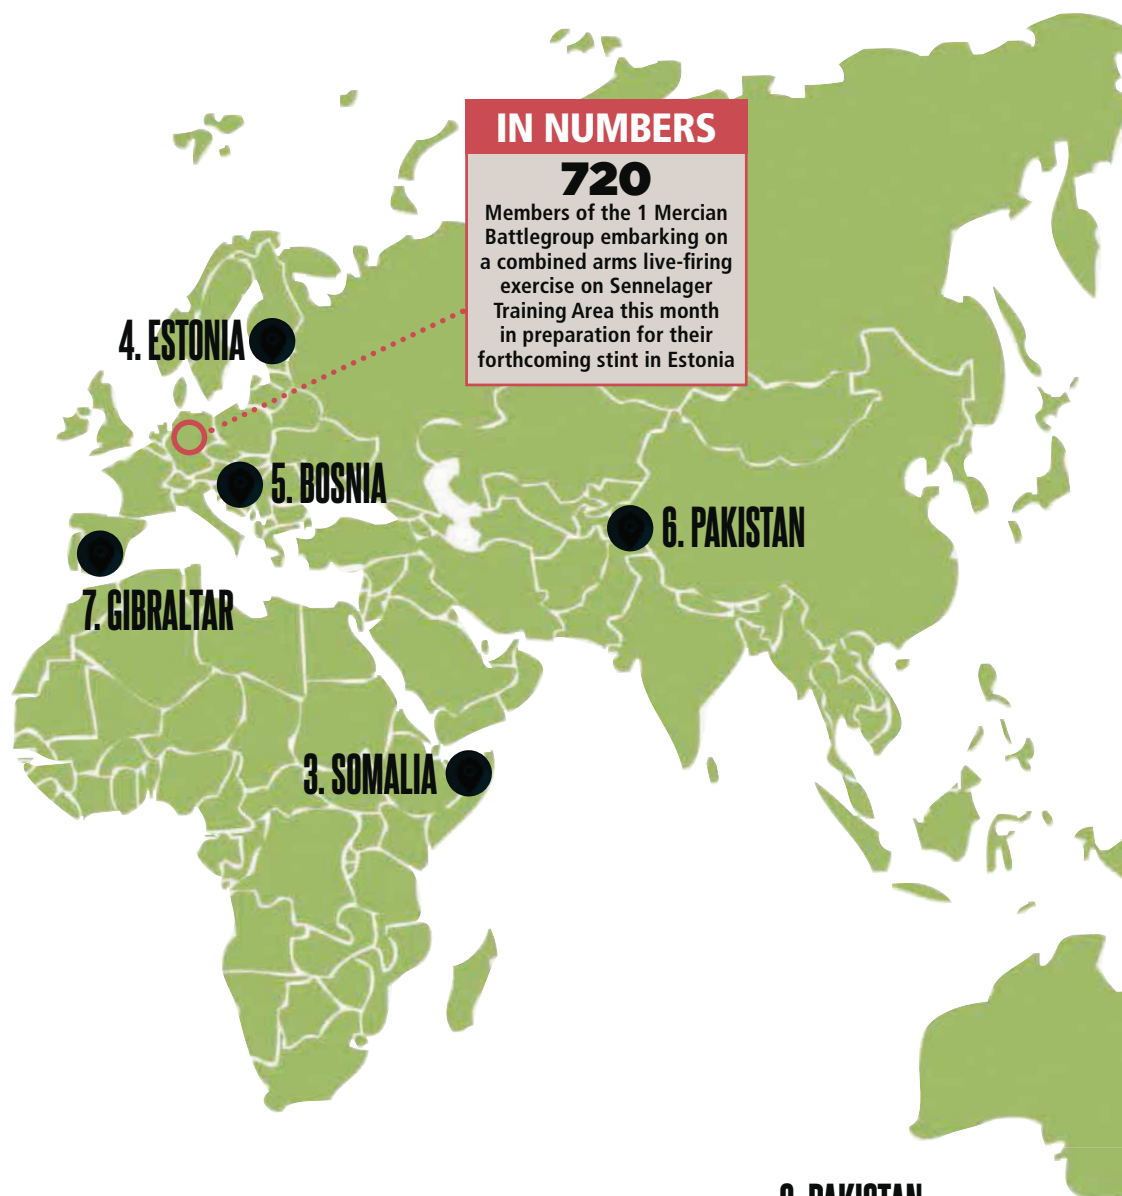 IN NUMBERS
720
Members of the 1 Mercian
Battlegroup embarking on
a combined arms live-firing
exercise on Sennelager
Training Area this month
in preparation for their
forthcoming stint in Estonia
4. ESTONIA
5. BOSNIA
6. PAKISTAN
7. GIBRALTAR
3. SOMALIA
PAKISTAN